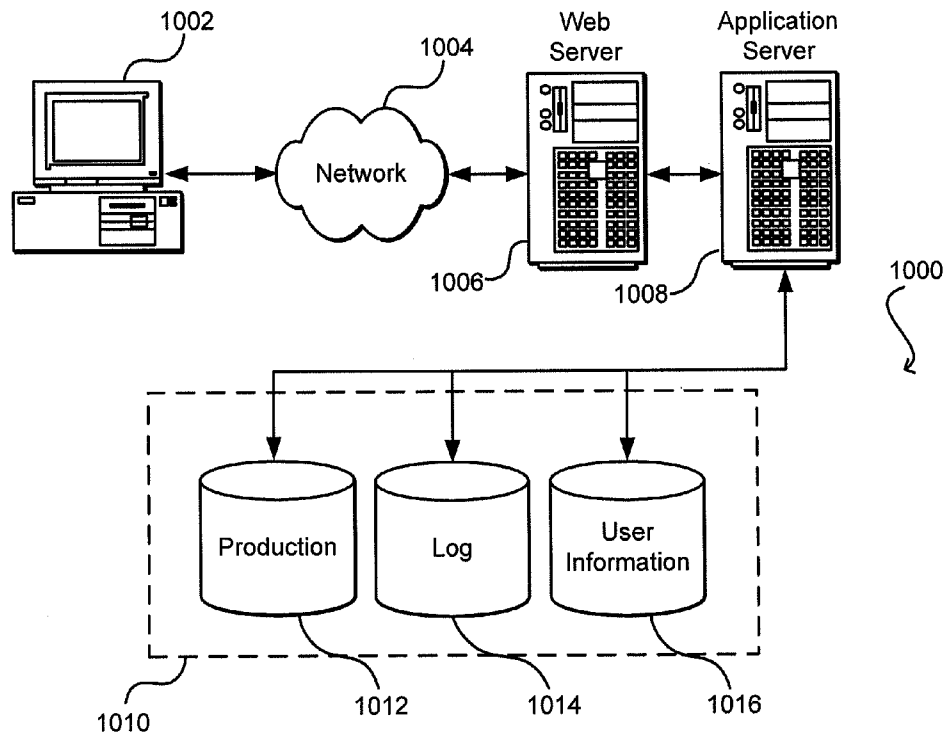 1002
1004
Web
Server
Application
Server
Network
1006
1008
1000
Production
Log
User
Information
1010
1012
1014
1016